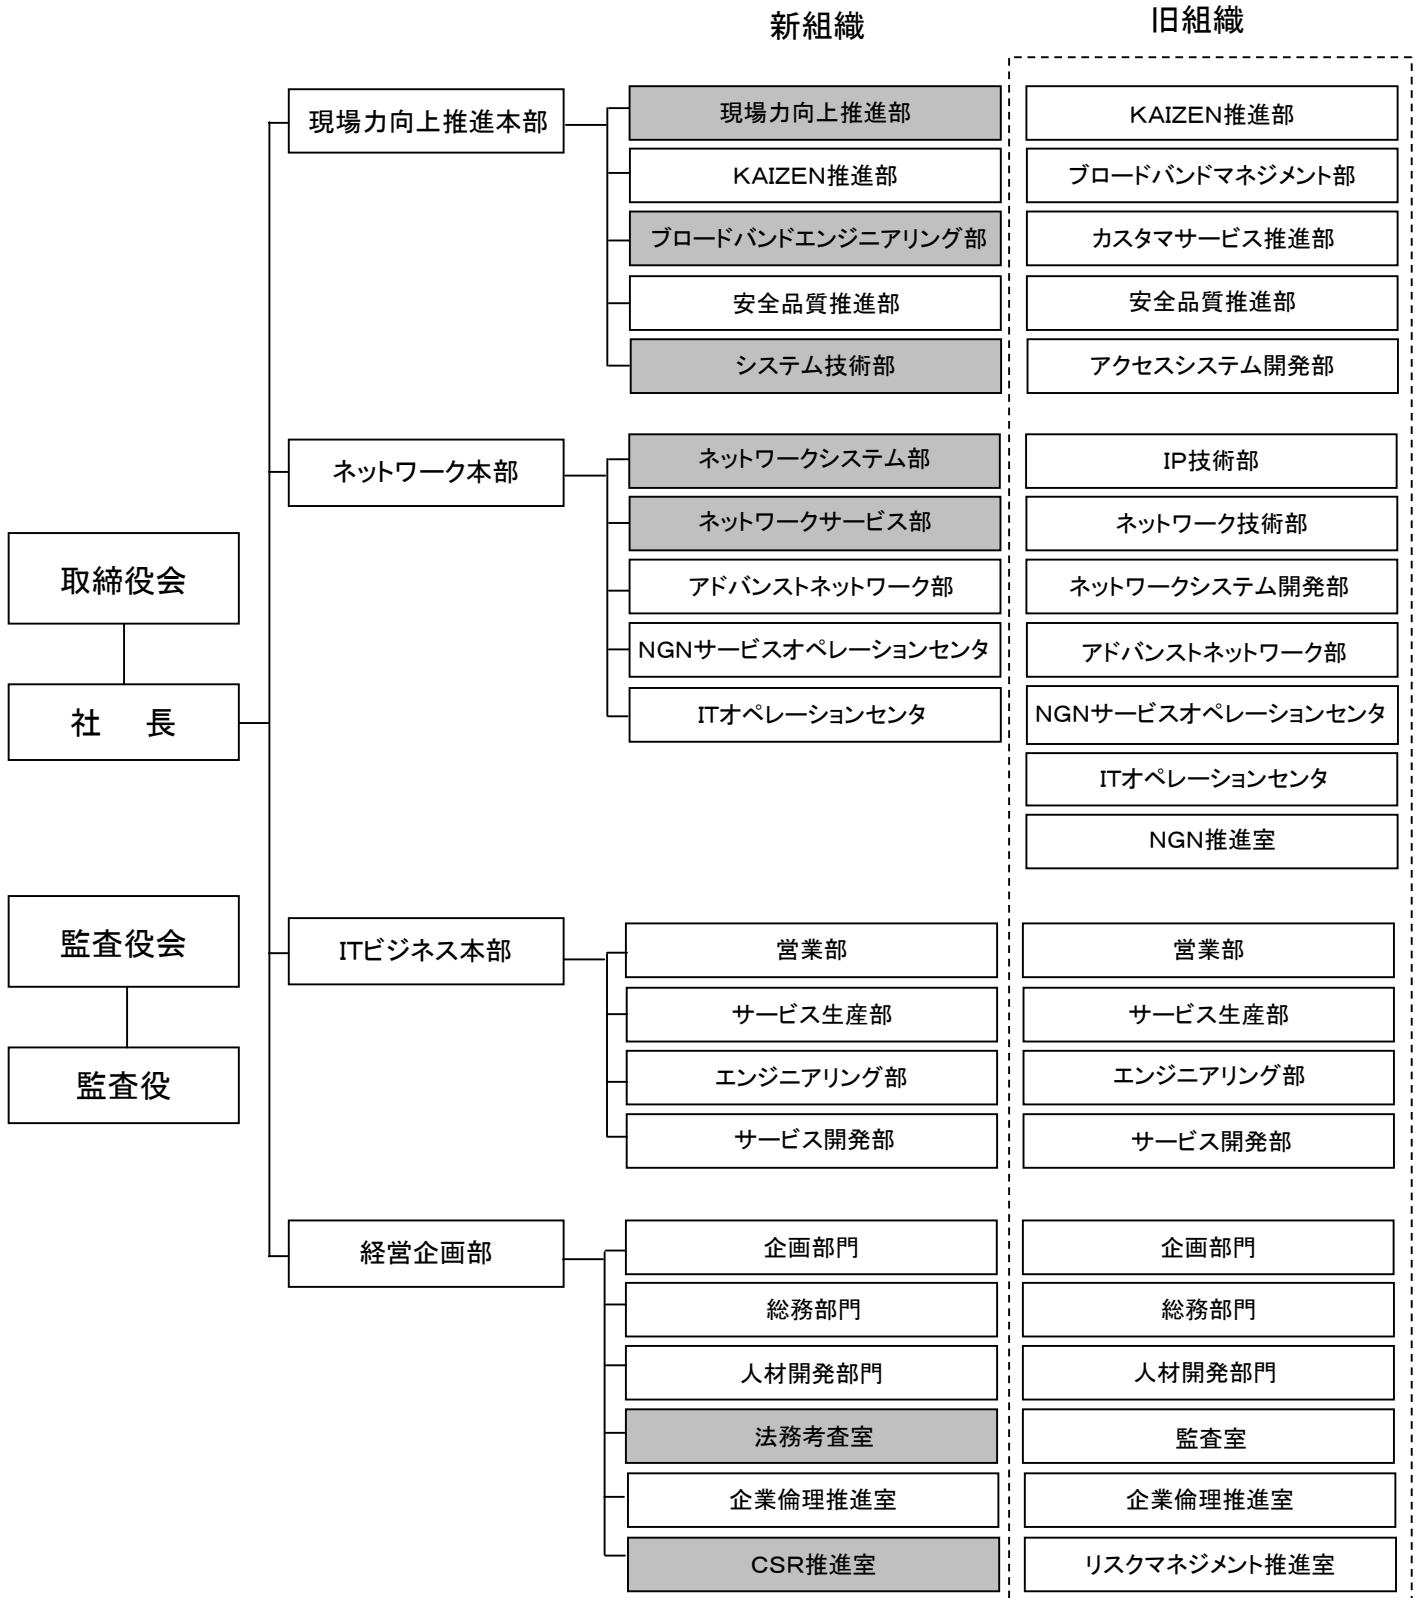 新組織
旧組織
取締役会
社　長
監査役会
監査役
現場力向上推進本部
現場力向上推進部
KAIZEN推進部
KAIZEN推進部
ブロードバンドマネジメント部
ブロードバンドエンジニアリング部
カスタマサービス推進部
安全品質推進部
安全品質推進部
システム技術部
アクセスシステム開発部
ネットワーク本部
ネットワークシステム部
IP技術部
ネットワークサービス部
ネットワーク技術部
アドバンストネットワーク部
ネットワークシステム開発部
NGNサービスオペレーションセンタ
アドバンストネットワーク部
ITオペレーションセンタ
NGNサービスオペレーションセンタ
ITオペレーションセンタ
NGN推進室
ITビジネス本部
営業部
営業部
サービス生産部
サービス生産部
エンジニアリング部
エンジニアリング部
サービス開発部
サービス開発部
経営企画部
企画部門
企画部門
総務部門
総務部門
人材開発部門
人材開発部門
法務考査室
監査室
企業倫理推進室
企業倫理推進室
CSR推進室
リスクマネジメント推進室